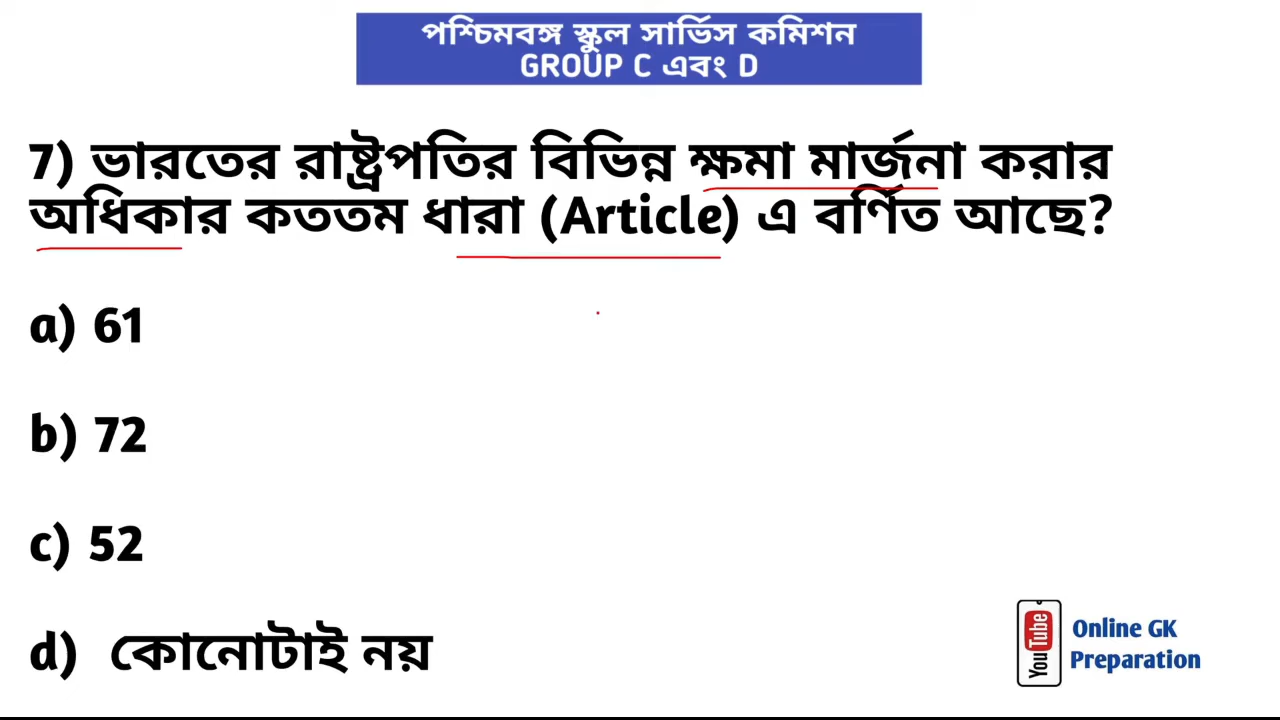 পশ্চিমবঙ্গ স্কুল সার্ভিস কমিশন
GROUP C এবং D
7) ভারতের রাষ্ট্রপতির বিভিন্ন ক্ষমা মার্জনা করার
অধিকার কততম ধারা (Article) এ বর্ণিত আছে?
a) 61
b) 72
c) 52
d) কোনোটাই নয়
YouTube
Online GK
Preparation